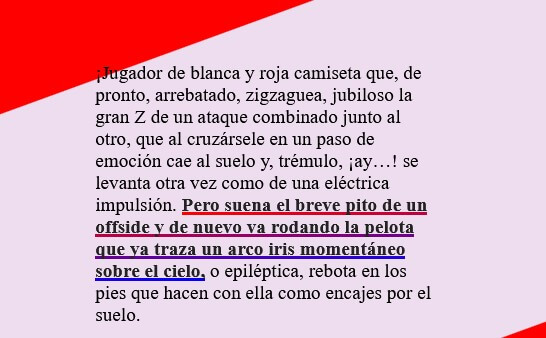 ¡Jugador de blanca y roja camiseta que, de
pronto, arrebatado, zigzaguea, jubiloso la
gran Z de un ataque combinado junto al
otro, que al cruzársele en un paso de
emoción cae al suelo y, trémulo, ¡ay…! se
levanta otra vez como de una eléctrica
impulsión. Pero suena el breve pito de un
offside y de nuevo va rodando la pelota
que ya traza un arco iris momentáneo
sobre el cielo, o epiléptica, rebota en los
pies que hacen con ella como encajes por el
suelo.